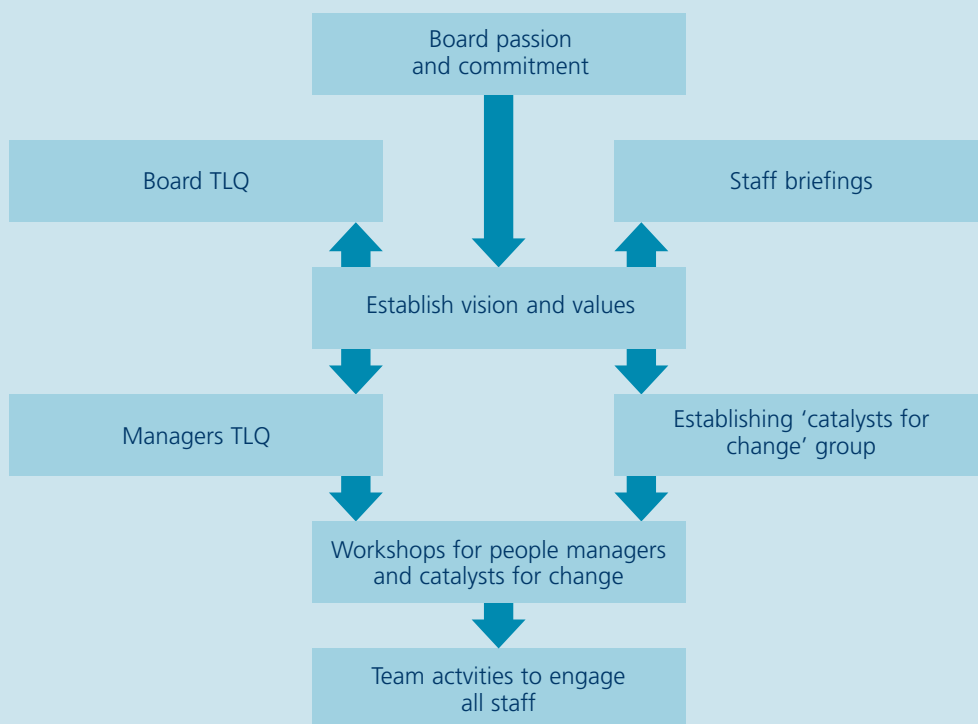 Board passion
and commitment
Board TLQ
Staff briefings
Establish vision and values
Managers TLQ
Establishing ‘catalysts for
change’ group
Workshops for people managers
and catalysts for change
Team actvities to engage
all staff